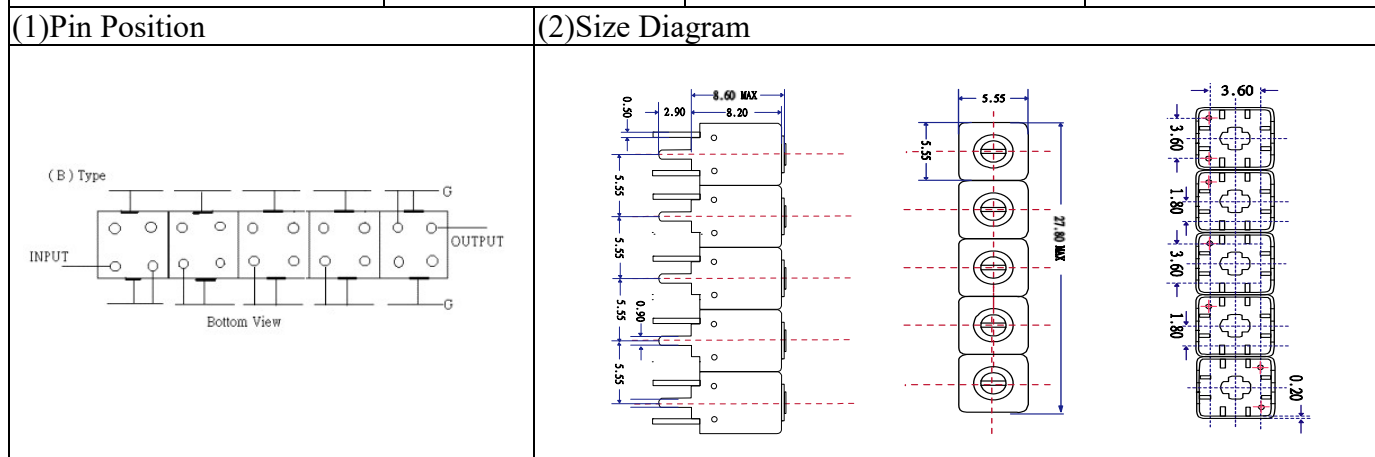 (1)Pin Position
(2)Size Diagram
(B) Type
G
OUTPUT
INPUT
G
Bottom View
8.60 MAX
0.50
2.90
8.20
5.55
5.55
5.55
0.90
5.55
5.55
5.55
27.80 MAX
3.60
3.60
1.80
3.60
1.80
0.20